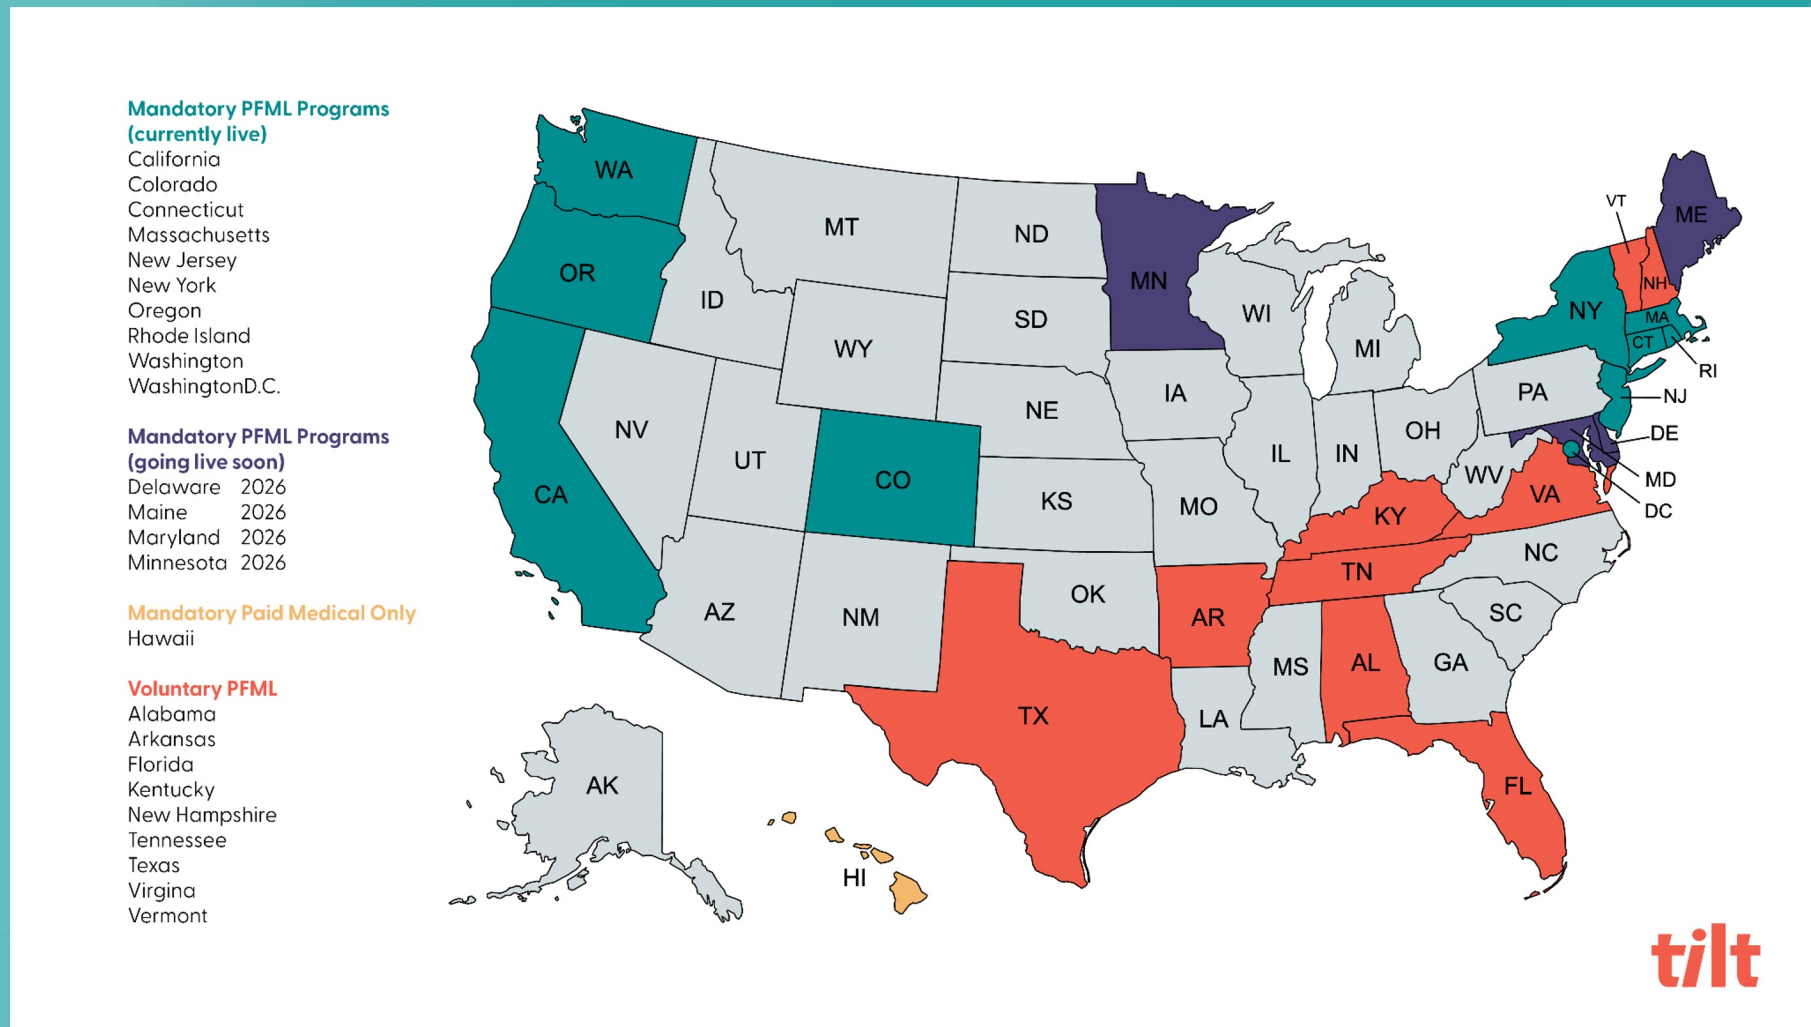 Mandatory PFML Programs
(currently live)
California
Colorado
Connecticut
Massachusetts
New Jersey
New York
Oregon
Rhode Island
Washington
WashingtonD.C.
Mandatory PFML Programs
(going live soon)
Delaware 2026
Maine 2026
Maryland 2026
Minnesota 2026
Mandatory Paid Medical Only
Hawaii
Voluntary PFML
Alabama
Arkansas
Florida
Kentucky
New Hampshire
Tennessee
Texas
Virgina
Vermont
WA
OR
CA
NV
ID
MT
WY
UT
CO
AZ
NM
ND
SD
NE
KS
OK
TX
MN
IA
MO
AR
LA
WI
IL
MI
IN
OH
KY
TN
MS
AL
GA
FL
SC
NC
VA
WV
PA
NY
VT
NH
ME
MA
CT
RI
NJ
DE
MD
DC
AK
HI
tilt